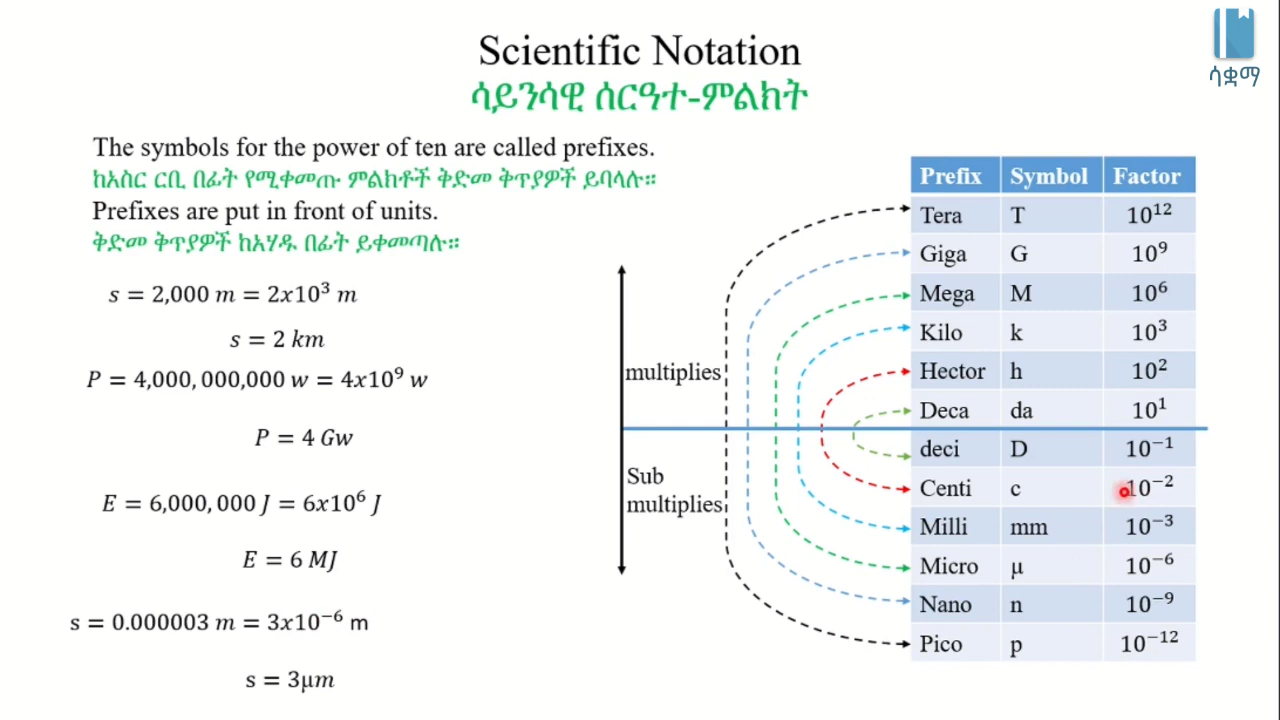 Scientific Notation
ሳይንሳዊ ሰርዓተ-ምልክት
ሳቋማ
The symbols for the power of ten are called prefixes.
ከአስር ርቢ በፊት የሚቀመጡ ምልክቶች ቅድመ ቅጥያዎች ይባላሉ።
Prefixes are put in front of units.
ቅድመ ቅጥያዎች ከአሃዱ በፊት ይቀመጣሉ።
s = 2,000 m = 2x10³ m
s = 2 km
P = 4,000,000,000 w = 4x10⁹ w
P = 4 Gw
E = 6,000,000 J = 6x10⁶ J
E = 6 MJ
s = 0.000003 m = 3x10⁻⁶ m
s = 3μm
multiplies
Sub
multiplies
Prefix Symbol Factor
Tera T 10¹²
Giga G 10⁹
Mega M 10⁶
Kilo k 10³
Hector h 10²
Deca da 10¹
deci D 10⁻¹
Centi c 10⁻²
Milli mm 10⁻³
Micro μ 10⁻⁶
Nano n 10⁻⁹
Pico p 10⁻¹²